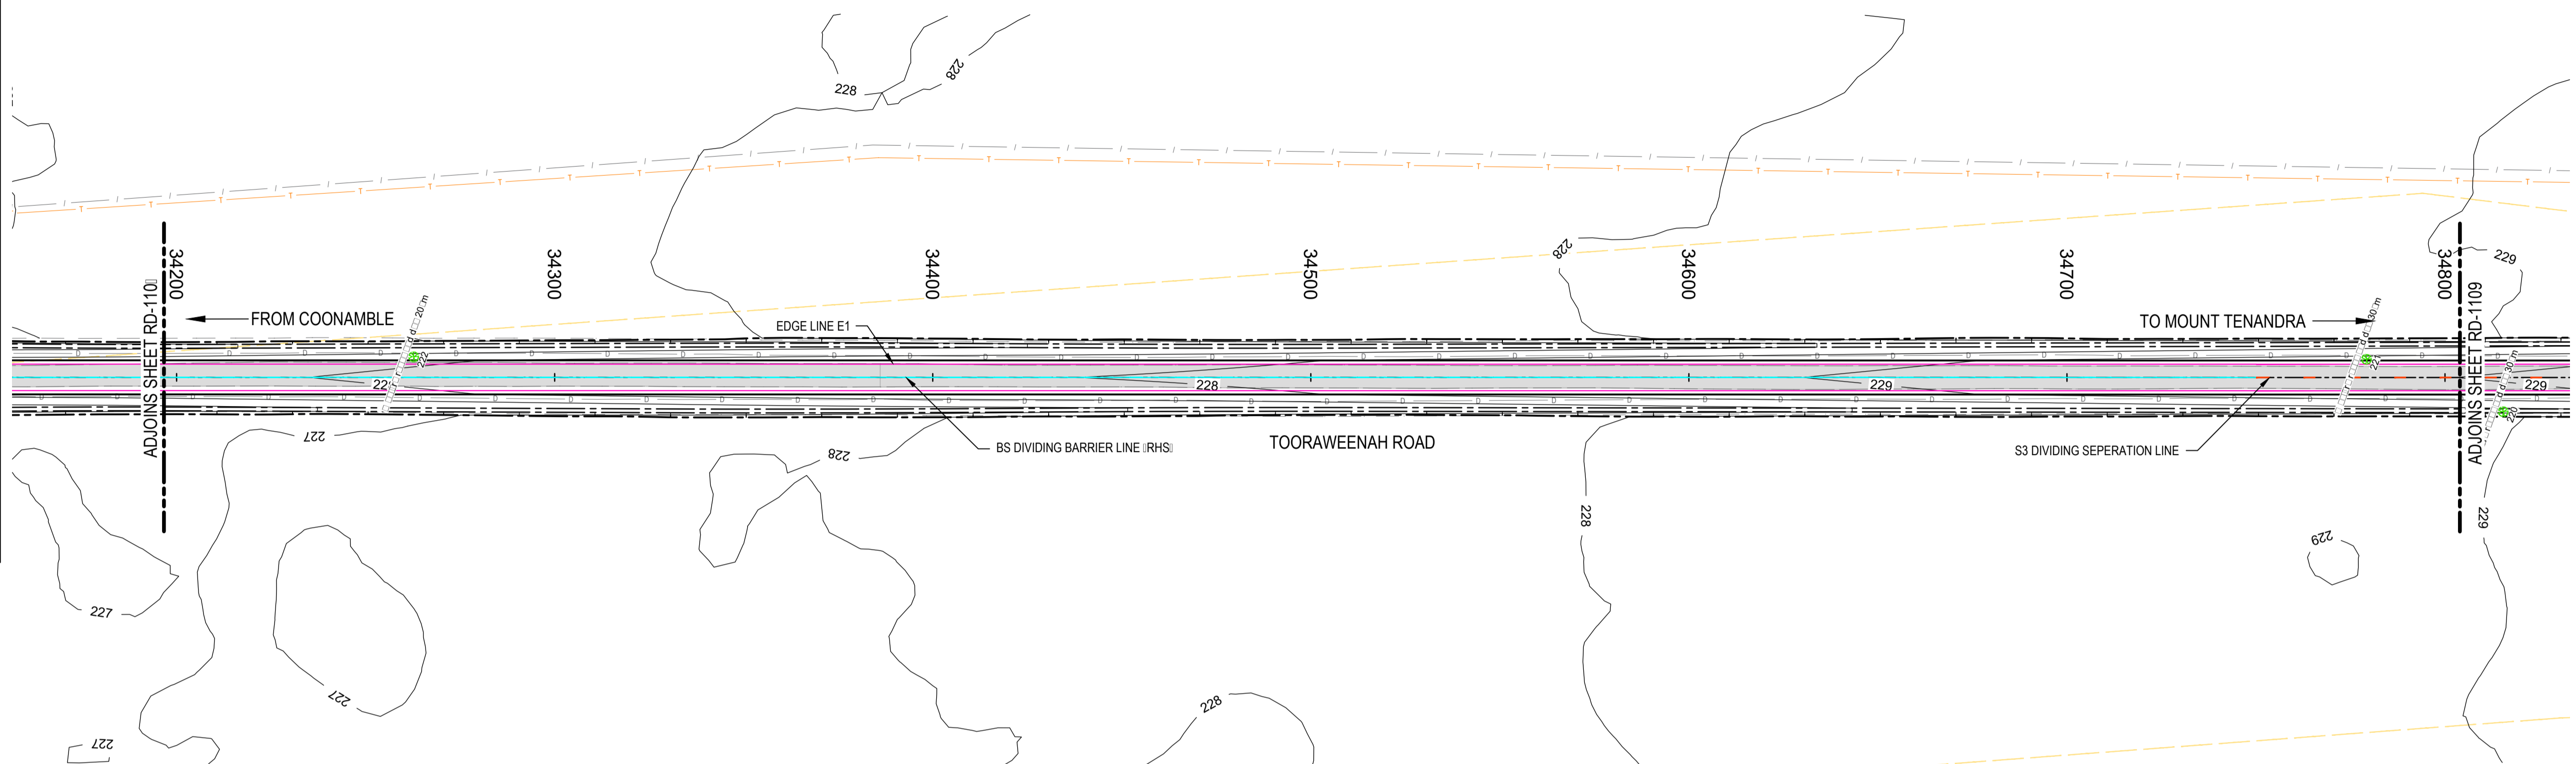 228
228
34200
34300
34400
34500
34600
34700
34800
228
229
ADJOINS SHEET RD-110
FROM COONAMBLE
EDGE LINE E1
TO MOUNT TENANDRA
ADJOINS SHEET RD-1109
228
229
229
227
228
BS DIVIDING BARRIER LINE RHS
TOORAWEENAH ROAD
S3 DIVIDING SEPERATION LINE
228
229
229
227
227
228
227